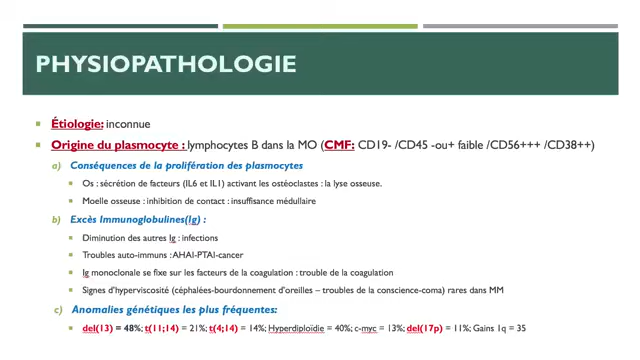 PHYSIOPATHOLOGIE
Étiologie: inconnue
Origine du plasmocyte : lymphocytes B dans la MO (CMF: CD19- /CD45 -ou+ faible /CD56+++ /CD38++)
a) Conséquences de la prolifération des plasmocytes
Os : sécrétion de facteurs (IL6 et IL1) activant les ostéoclastes : la lyse osseuse.
Moelle osseuse : inhibition de contact : insuffisance médullaire
b) Excès Immunoglobulines(Ig) :
Diminution des autres Ig : infections
Troubles auto-immuns : AHAI-PTAI-cancer
Ig monoclonale se fixe sur les facteurs de la coagulation : trouble de la coagulation
Signes d'hyperviscosité (céphalées-bourdonnement d'oreilles – troubles de la conscience-coma) rares dans MM
c) Anomalies génétiques les plus fréquentes:
del(13) = 48%; t(11;14) = 21%; t(4;14) = 14%; Hyperdiploïdie = 40%; c-myc = 13%; del(17p) = 11%; Gains 1q = 35